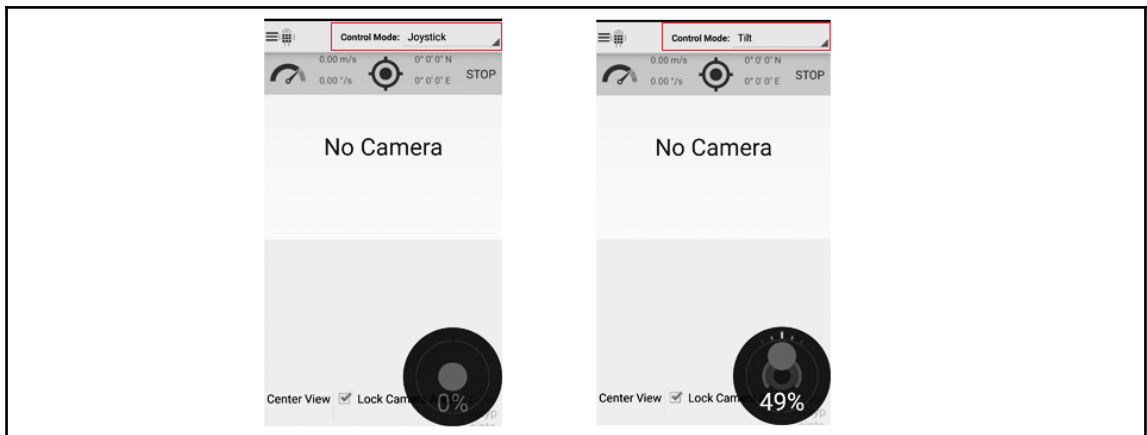 Control Mode: Joystick
0.00 m/s
0° 0' 0" N
0.00 °/s
0° 0' 0" E
STOP
No Camera
Center View
Lock Cam
0%
Control Mode: Tilt
0.00 m/s
0° 0' 0" N
0.00 °/s
0° 0' 0" E
STOP
No Camera
Center View
Lock Came
49%